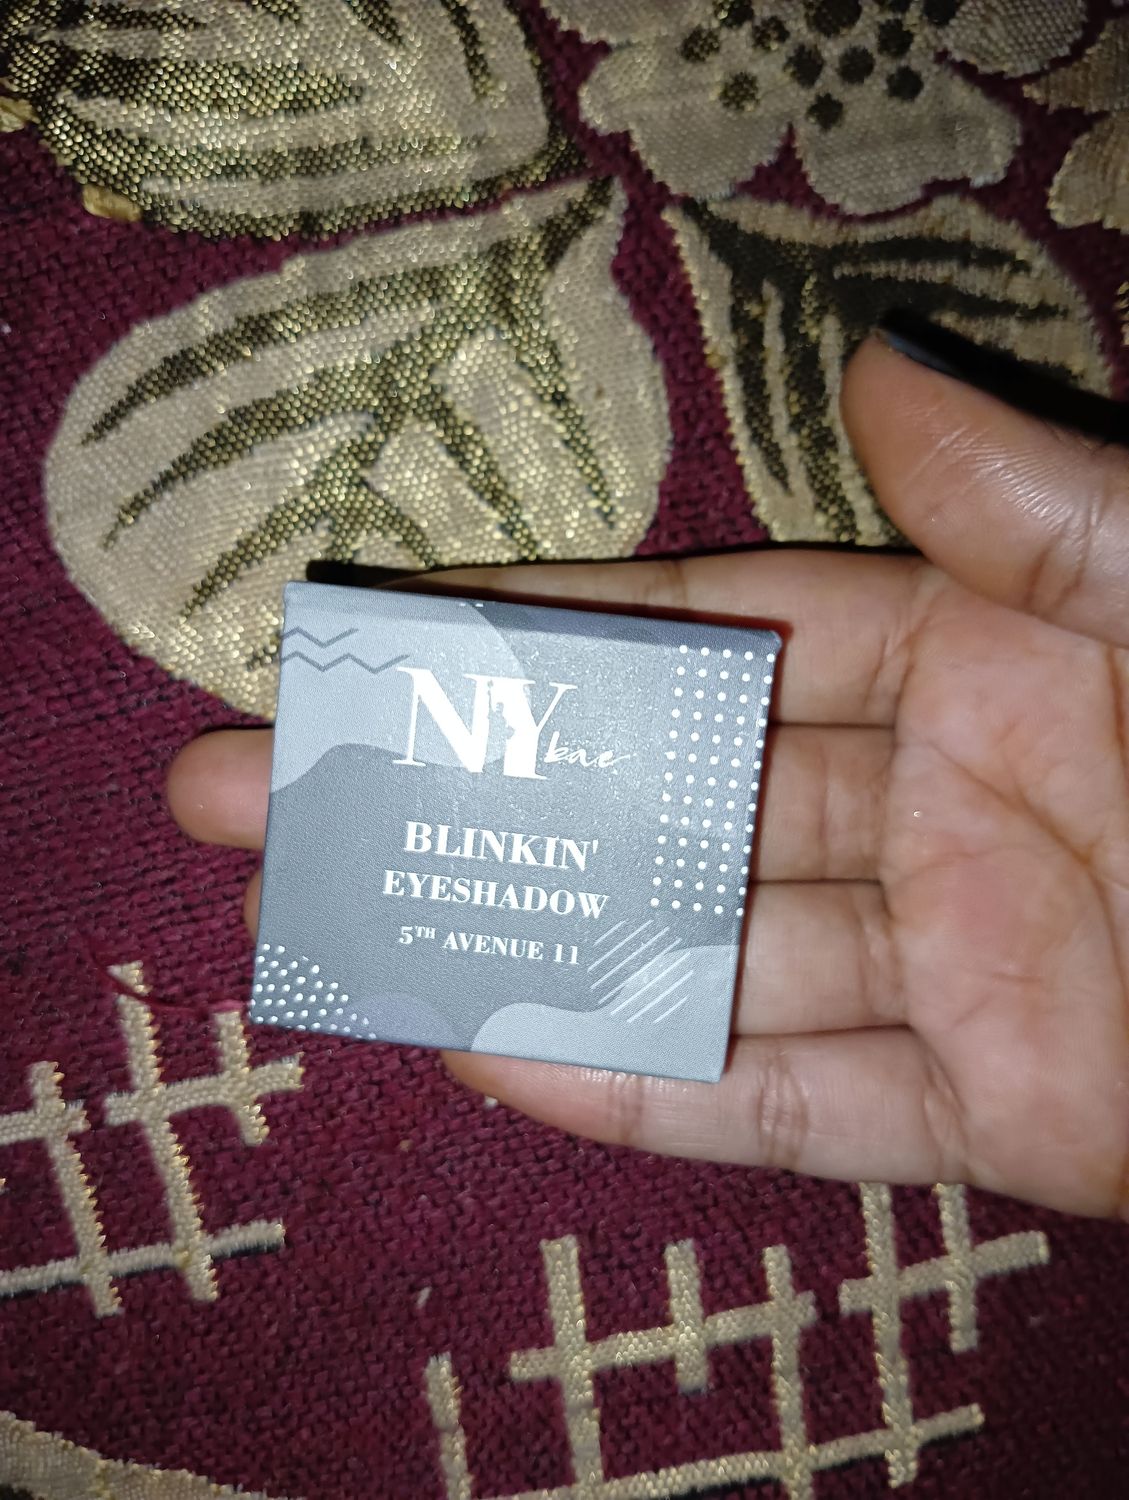 NY bae
BLINKIN'
EYESHADOW
5TH AVENUE 11